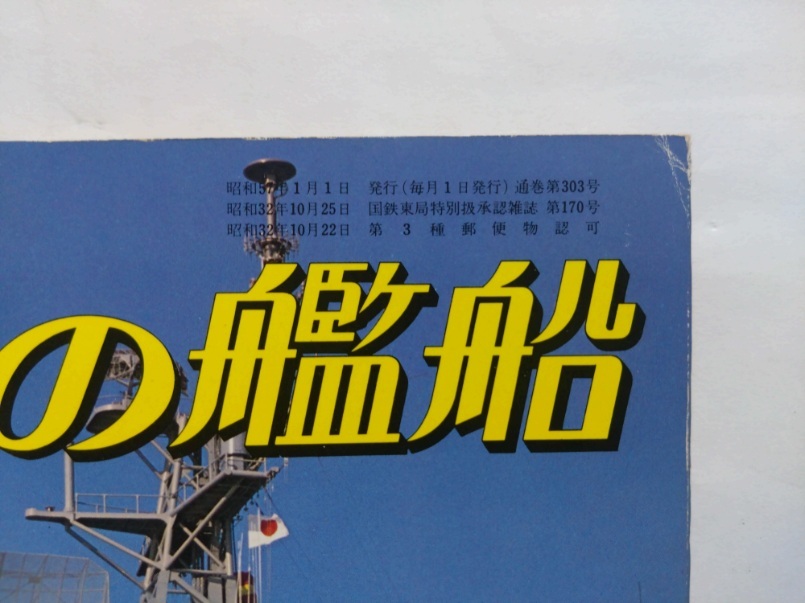 昭和57年1月1日 発行(毎月1日発行)通巻第303号
昭和32年10月25日 国鉄東局特別扱承認雑誌 第170号
昭和32年10月22日 第3種郵便物認可
の艦船